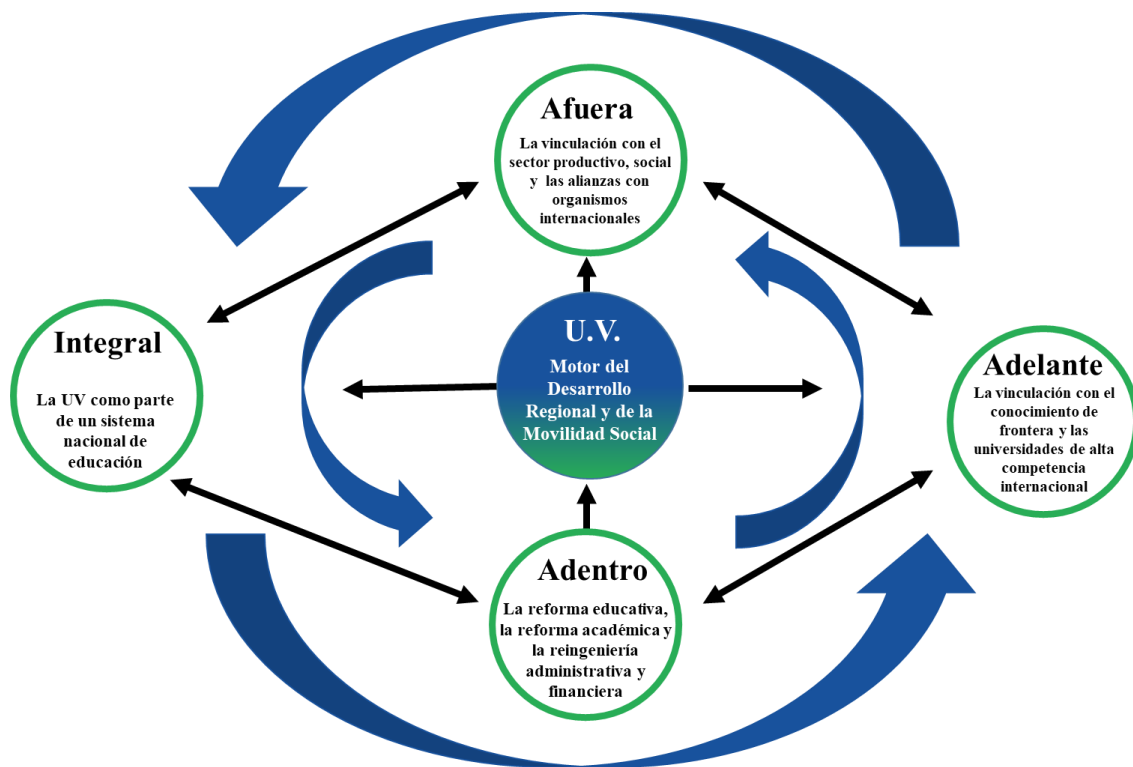 Afuera
La vinculación con el
sector productivo, social
y las alianzas con
organismos
internacionales
Integral
La UV como parte
de un sistema
nacional de
educación
U.V.
Motor del
Desarrollo
Regional y de la
Movilidad Social
Adelante
La vinculación con el
conocimiento de
frontera y las
universidades de alta
competencia
internacional
Adentro
La reforma educativa,
la reforma académica y
la reingeniería
administrativa y
financiera